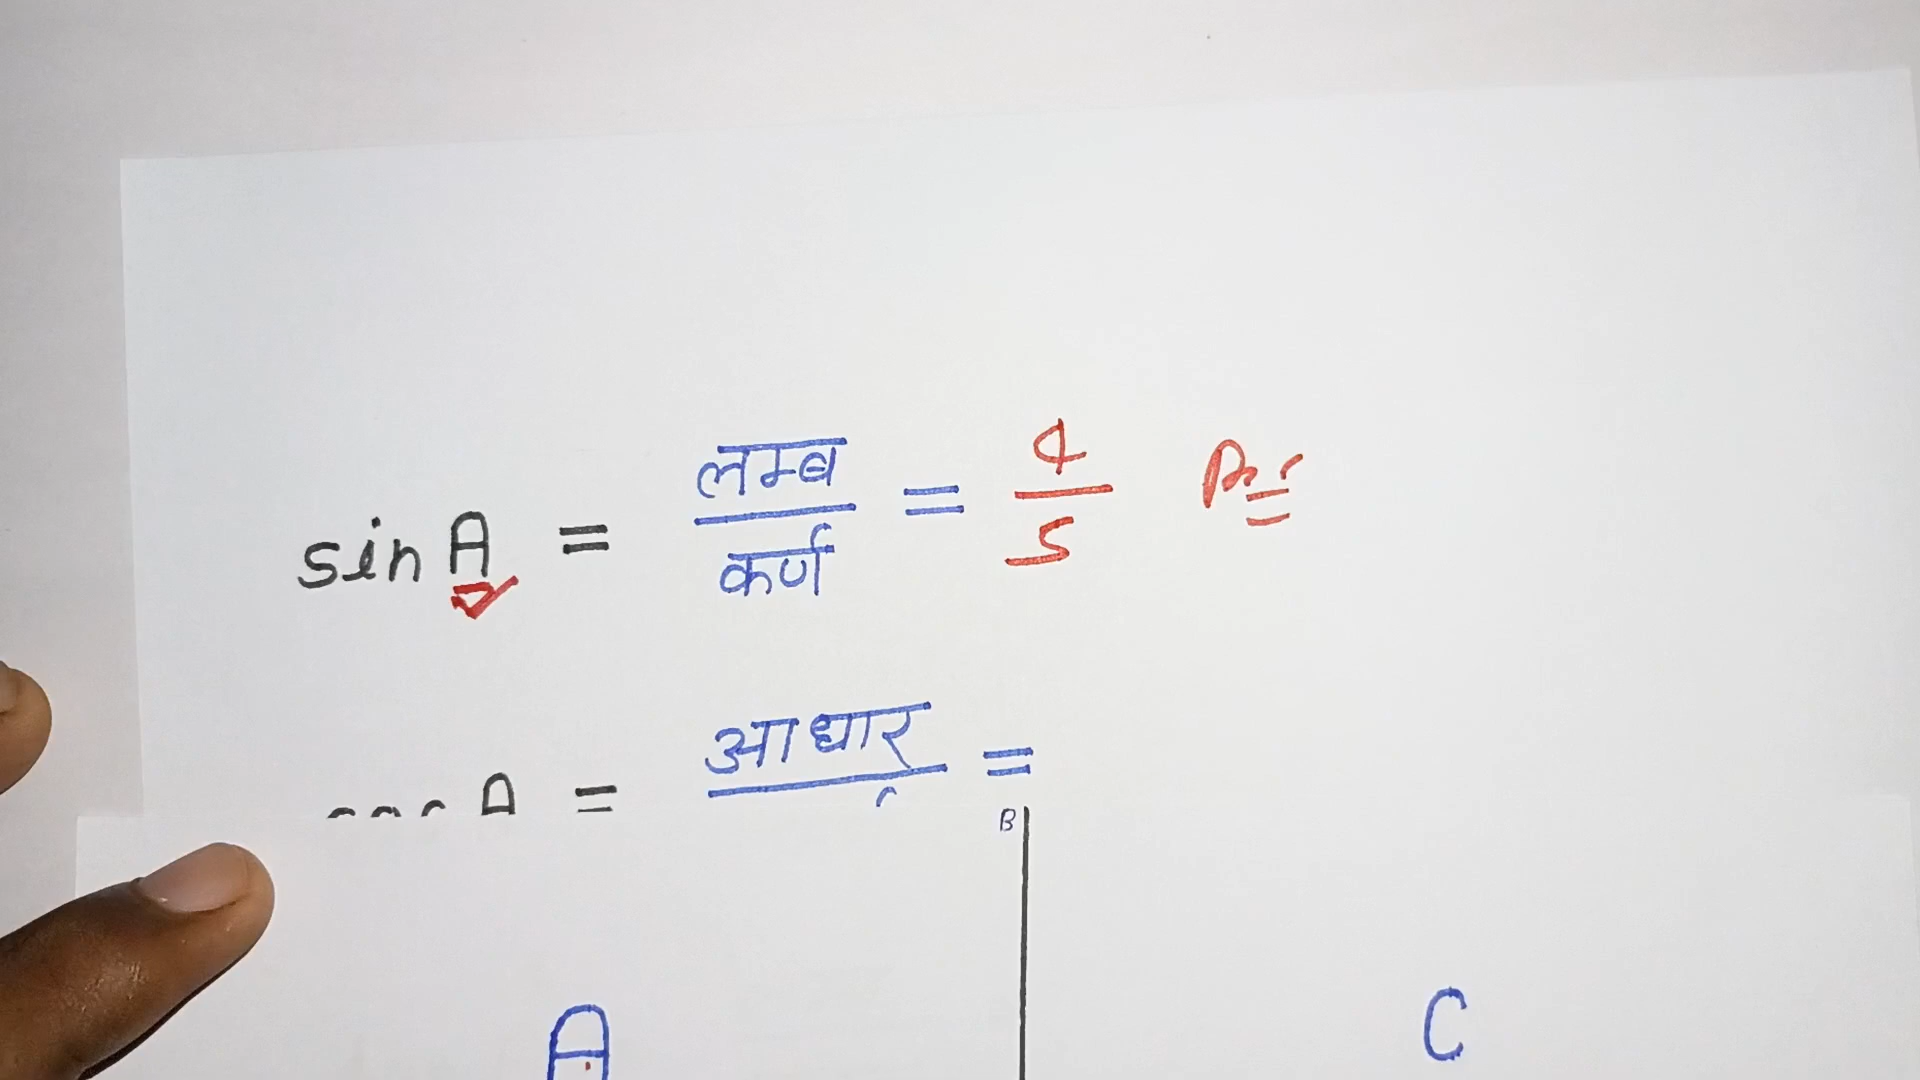 sin A = लम्ब / कर्ण = 4 / 5
A = आधार =
B
A
C